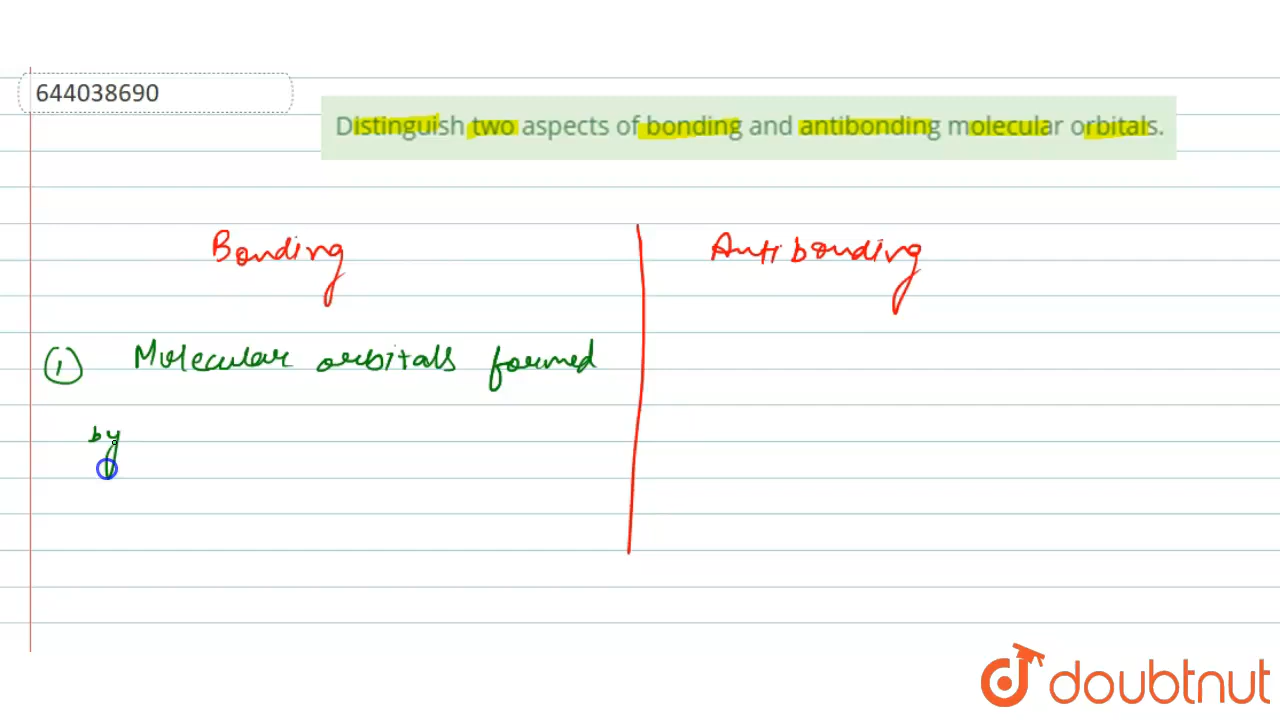 644038690
Distinguish two aspects of bonding and antibonding molecular orbitals.
Bonding
Antibonding
1 Molecular orbitals formed
by
doubtnut